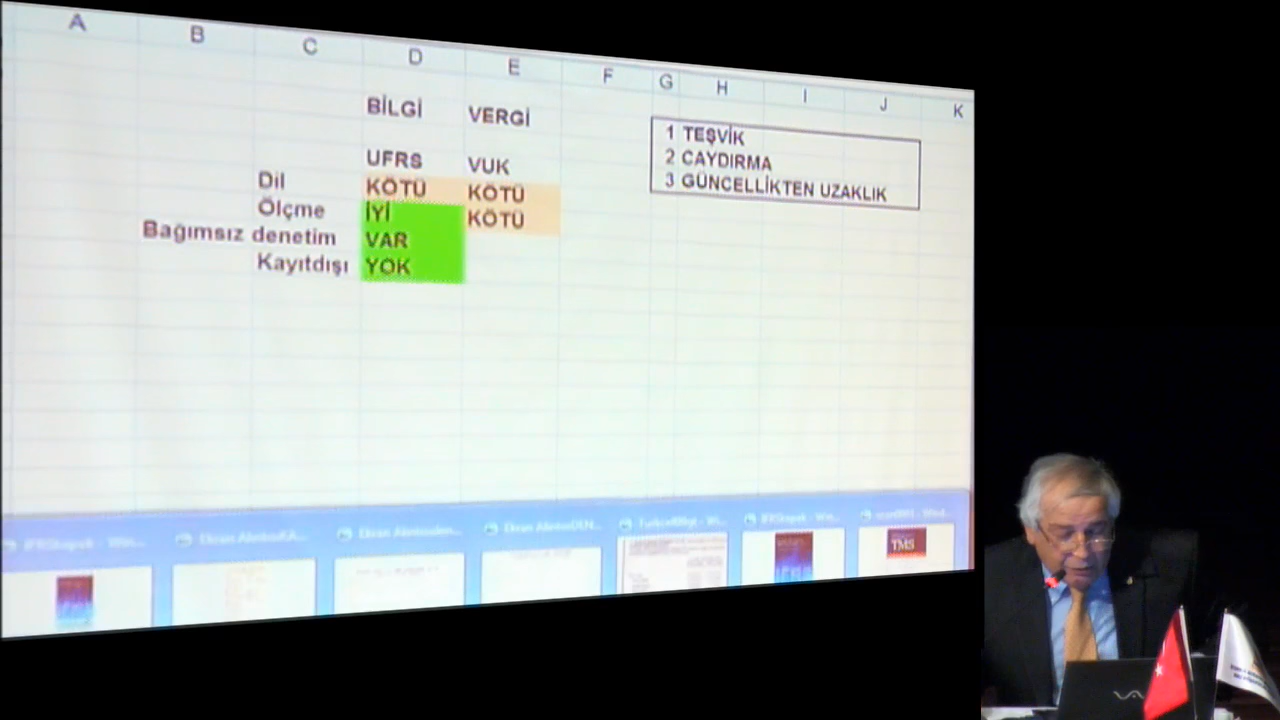 A B C D E F G H I J K
BİLGİ VERGİ
1 TEŞVİK
2 CAYDIRMA
3 GÜNCELLİKTEN UZAKLIK
UFRS VUK
Dil KÖTÜ KÖTÜ
Ölçme İYİ KÖTÜ
Bağımsız denetim VAR
Kayıtdışı YOK
TMS